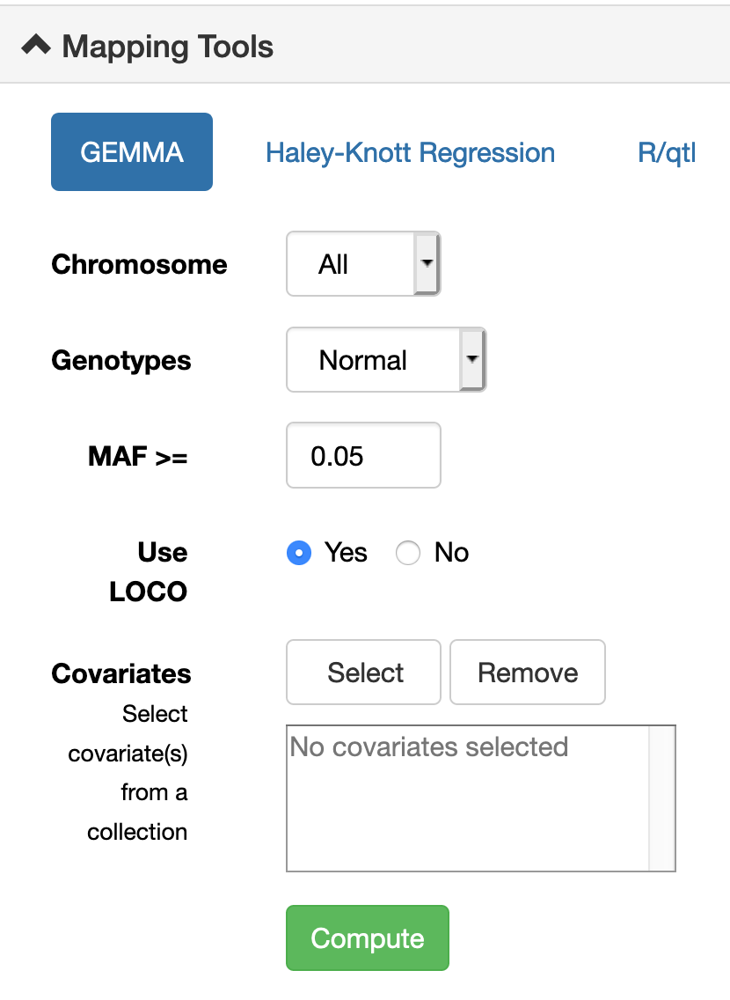 Mapping Tools
GEMMA Haley-Knott Regression R/qtl
Chromosome All
Genotypes Normal
MAF >= 0.05
Use Yes No
LOCO
Covariates Select Remove
Select
covariate(s) No covariates selected
from a
collection
Compute